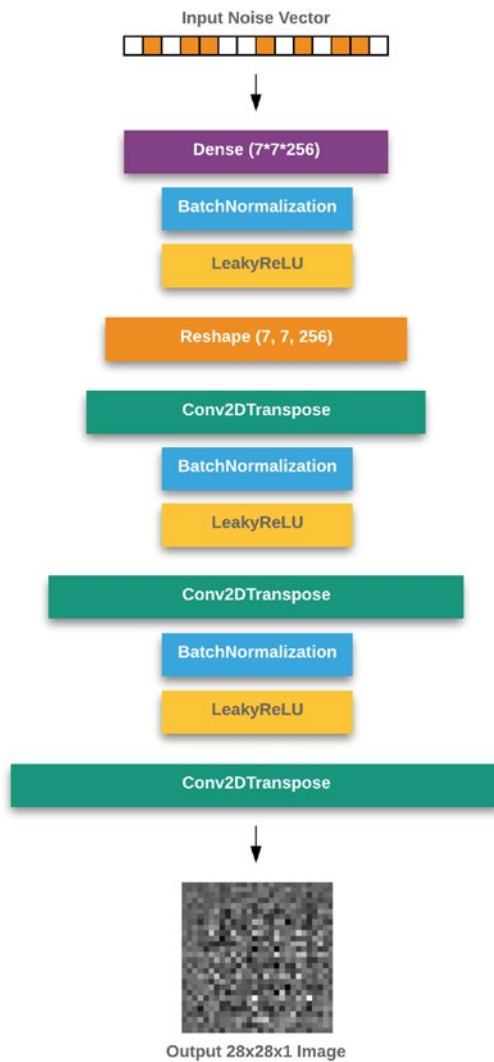 Input Noise Vector
Dense (7*7*256)
BatchNormalization
LeakyReLU
Reshape (7, 7, 256)
Conv2DTranspose
BatchNormalization
LeakyReLU
Conv2DTranspose
BatchNormalization
LeakyReLU
Conv2DTranspose
Output 28x28x1 Image